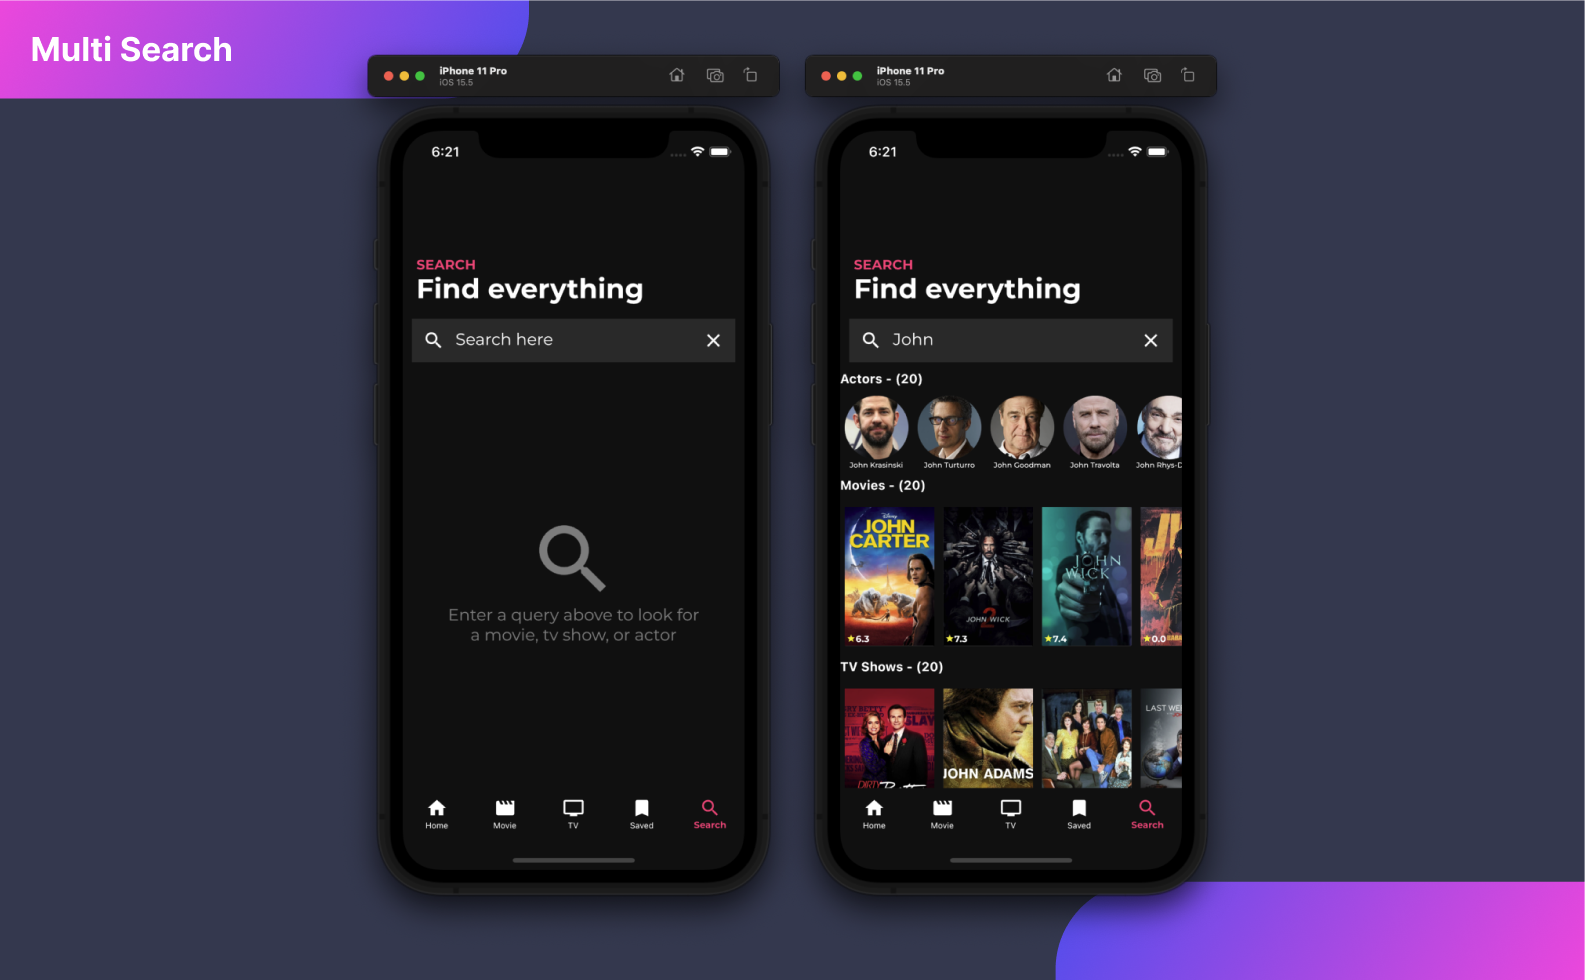 Multi Search
iPhone 11 Pro
iOS 15.5
6:21
SEARCH
Find everything
Search here
Enter a query above to look for
a movie, tv show, or actor
Home
Movie
TV
Saved
Search
iPhone 11 Pro
iOS 15.5
6:21
SEARCH
Find everything
John
Actors - (20)
John Krasinski
John Turturro
John Goodman
John Travolta
John Rhys-D
Movies - (20)
Disney
JOHN
CARTER
6.3
2
JOHN WICK
7.3
JOHN
WICK
7.4
0.0
TV Shows - (20)
SLAY
DIRTY
JOHN ADAMS
LAST WE
Home
Movie
TV
Saved
Search